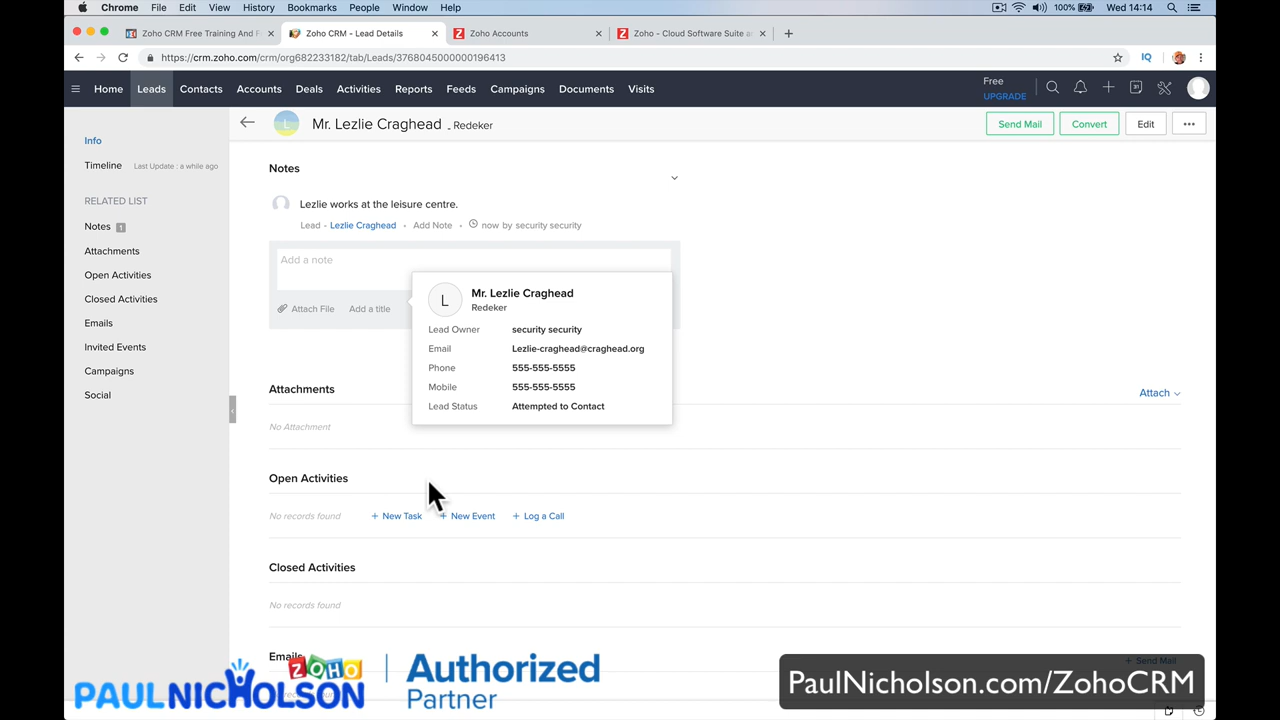 Chrome File Edit View History Bookmarks People Window Help 100% Wed 14:14
Zoho CRM Free Training And F Zoho CRM - Lead Details Zoho Accounts Zoho - Cloud Software Suite a
https://crm.zoho.com/crm/org682233182/tab/Leads/3768045000000196413 IQ
Home Leads Contacts Accounts Deals Activities Reports Feeds Campaigns Documents Visits Free
UPGRADE
L Mr. Lezlie Craghead - Redeker Send Mail Convert Edit
Info
Timeline Last Update : a while ago
RELATED LIST
Notes 1
Attachments
Open Activities
Closed Activities
Emails
Invited Events
Campaigns
Social
Notes
Lezlie works at the leisure centre.
Lead - Lezlie Craghead • Add Note • now by security security
Add a note
Attach File Add a title
L Mr. Lezlie Craghead
Redeker
Lead Owner security security
Email Lezlie-craghead@craghead.org
Phone 555-555-5555
Mobile 555-555-5555
Lead Status Attempted to Contact
Attachments Attach
No Attachment
Open Activities
No records found + New Task + New Event + Log a Call
Closed Activities
No records found
Emails + Send Mail
ZOHO
PAULNICHOLSON
Authorized
Partner
PaulNicholson.com/ZohoCRM